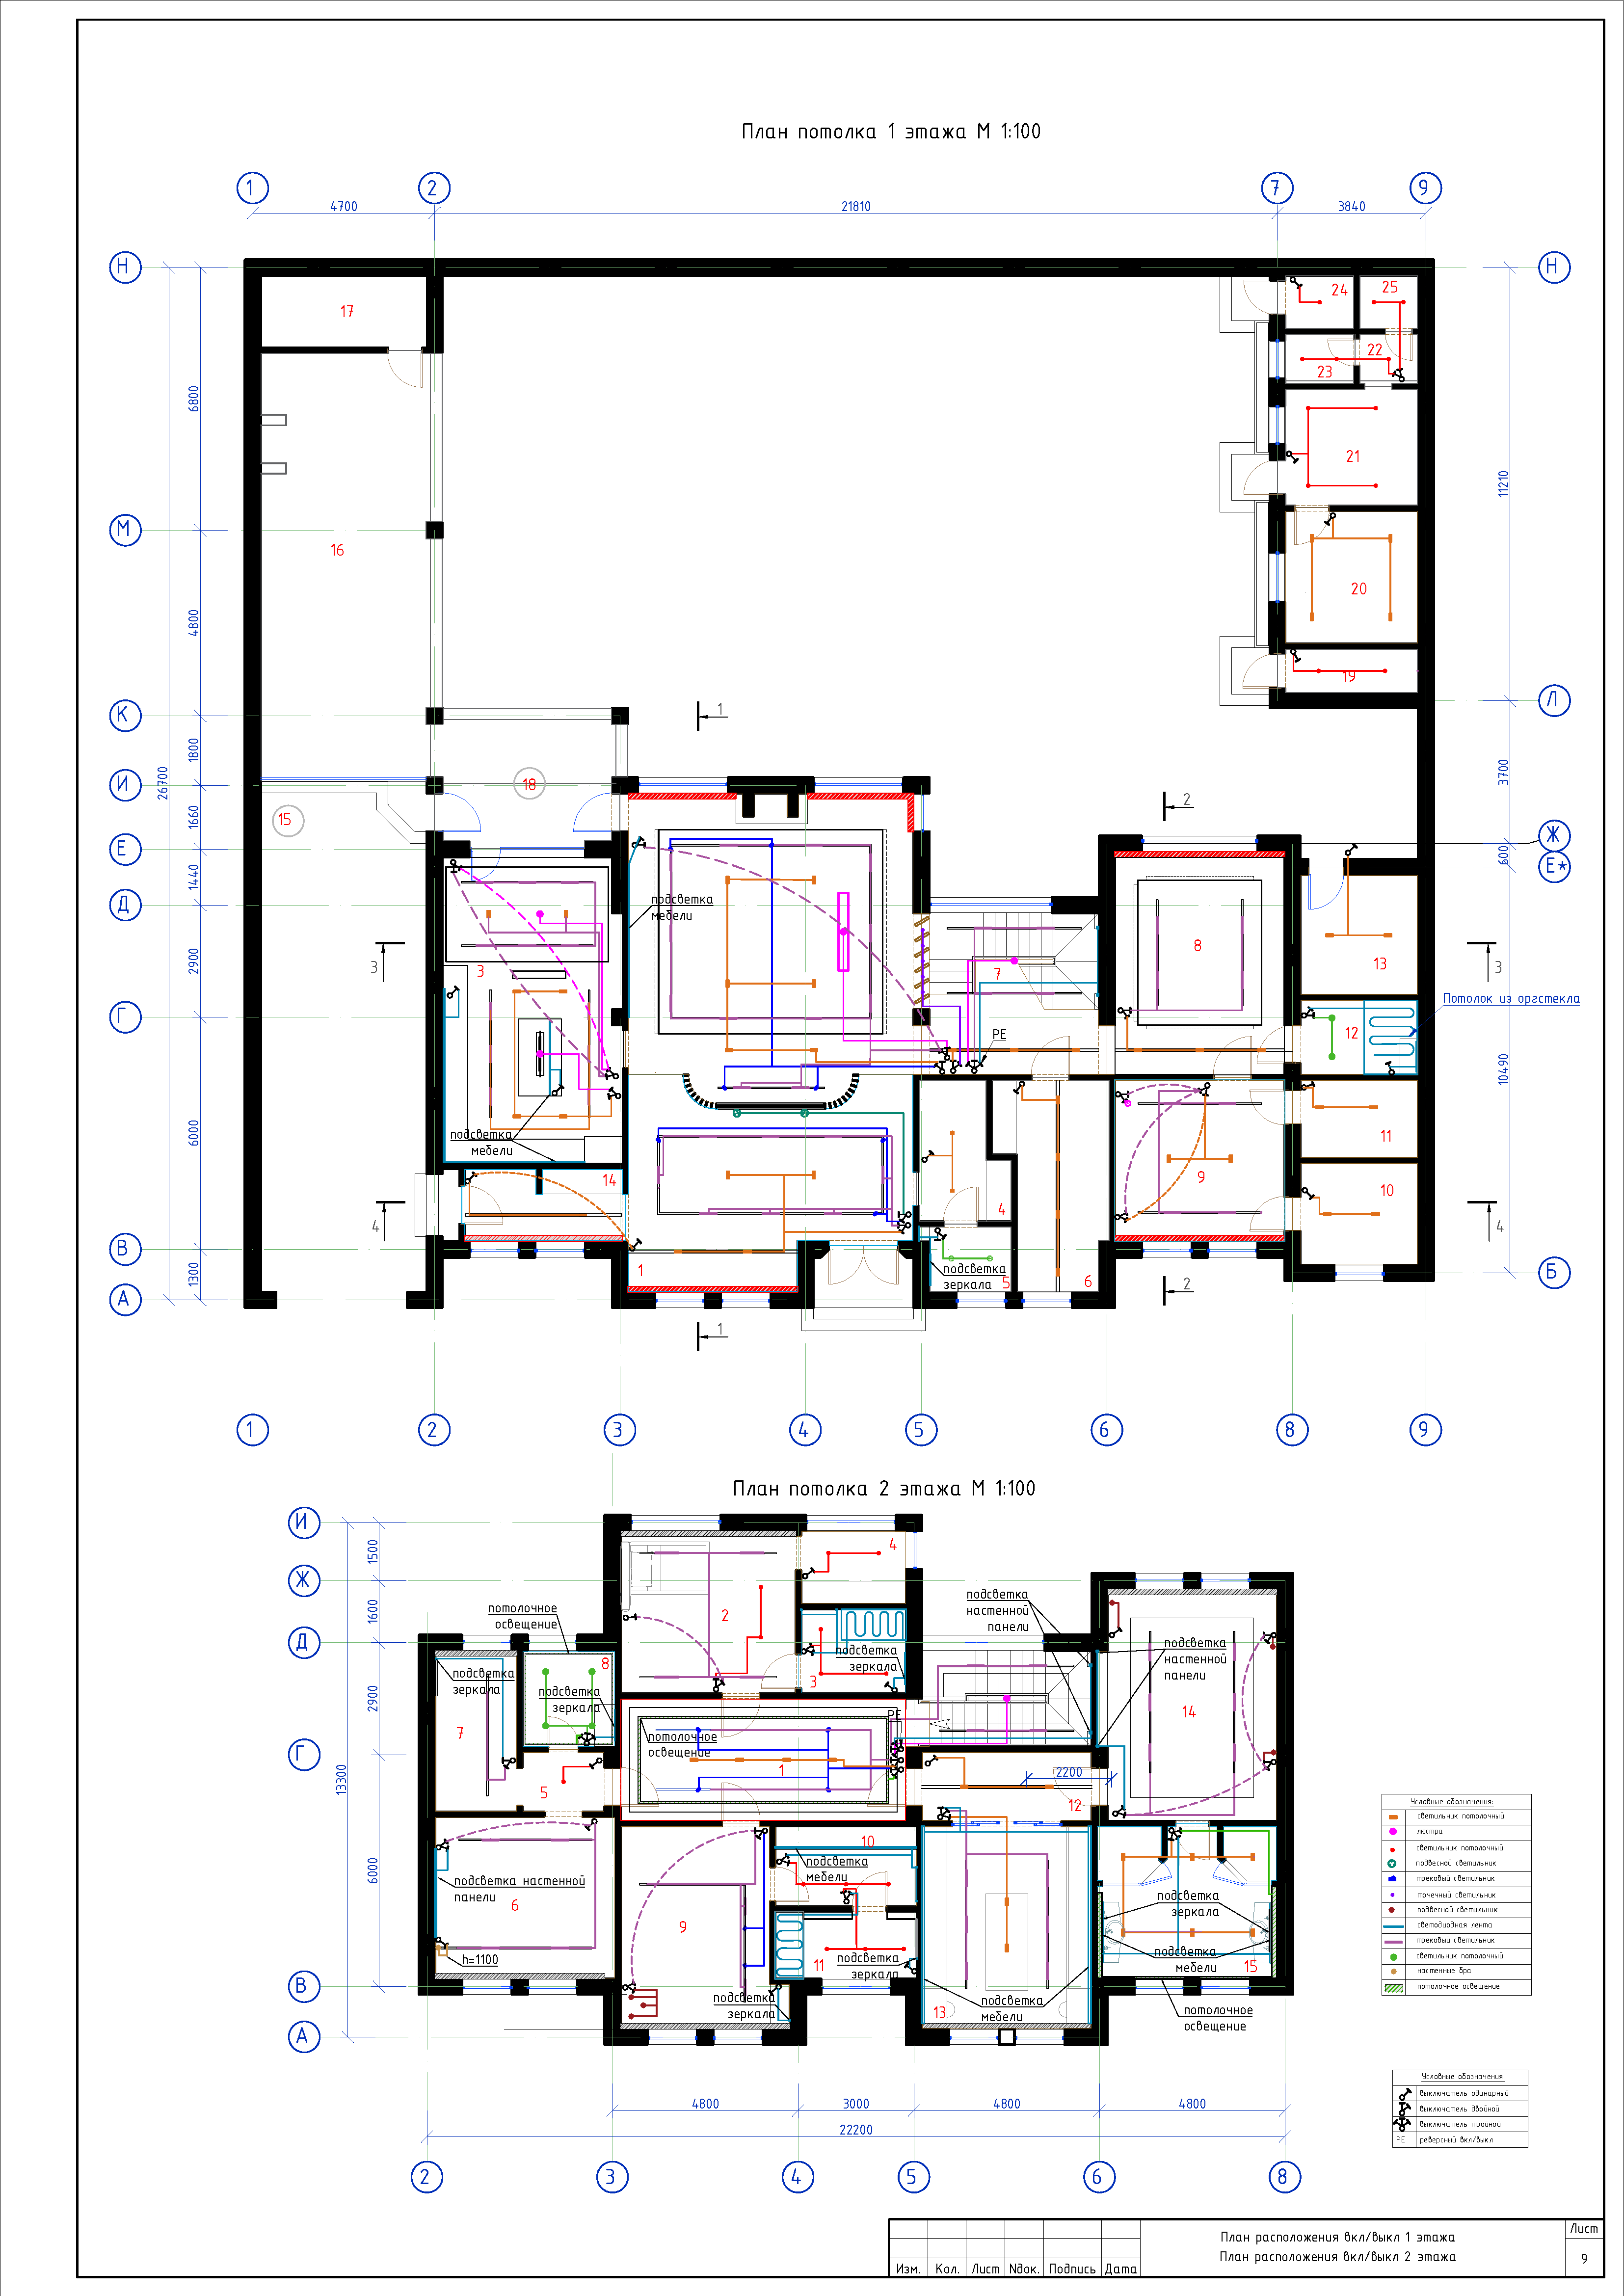 План потолка 1 этажа М 1:100
1
2
7
9
4700
21810
3840
Н
Н
17
24
25
22
23
6800
21
11210
М
16
20
4800
19
К
Л
1
1800
26700
И
18
3700
2
15
1660
Ж
Е
600
Е*
1440
Д
подсветка
мебели
2900
3
3
7
8
13
3
Потолок из оргстекла
Г
РЕ
12
10490
6000
подсветка
мебели
11
14
9
10
4
4
4
В
1
подсветка
зеркала
5
6
1300
2
Б
А
1
1
2
3
4
5
6
8
9
План потолка 2 этажа М 1:100
И
1500
4
Ж
потолочное
освещение
1600
2
подсветка
настенной
панели
Д
8
подсветка
зеркала
подсветка
зеркала
3
подсветка
зеркала
подсветка
настенной
панели
2900
7
РЕ
14
потолочное
освещение
Г
1
2200
13300
5
12
Условные обозначения:
светильник потолочный
люстра
светильник потолочный
подвесной светильник
трековый светильник
точечный светильник
подвесной светильник
светодиодная лента
трековый светильник
светильник потолочный
настенные бра
потолочное освещение
10
подсветка
мебели
6000
подсветка настенной
панели
6
9
подсветка
зеркала
h=1100
11
подсветка
зеркала
подсветка
мебели
15
В
подсветка
зеркала
13
подсветка
мебели
потолочное
освещение
А
Условные обозначения:
выключатель одинарный
выключатель двойной
выключатель тройной
РЕ реверсный вкл/выкл
4800
3000
4800
4800
22200
2
3
4
5
6
8
Изм. Кол. Лист Nдок. Подпись Дата
План расположения вкл/выкл 1 этажа
План расположения вкл/выкл 2 этажа
Лист
9